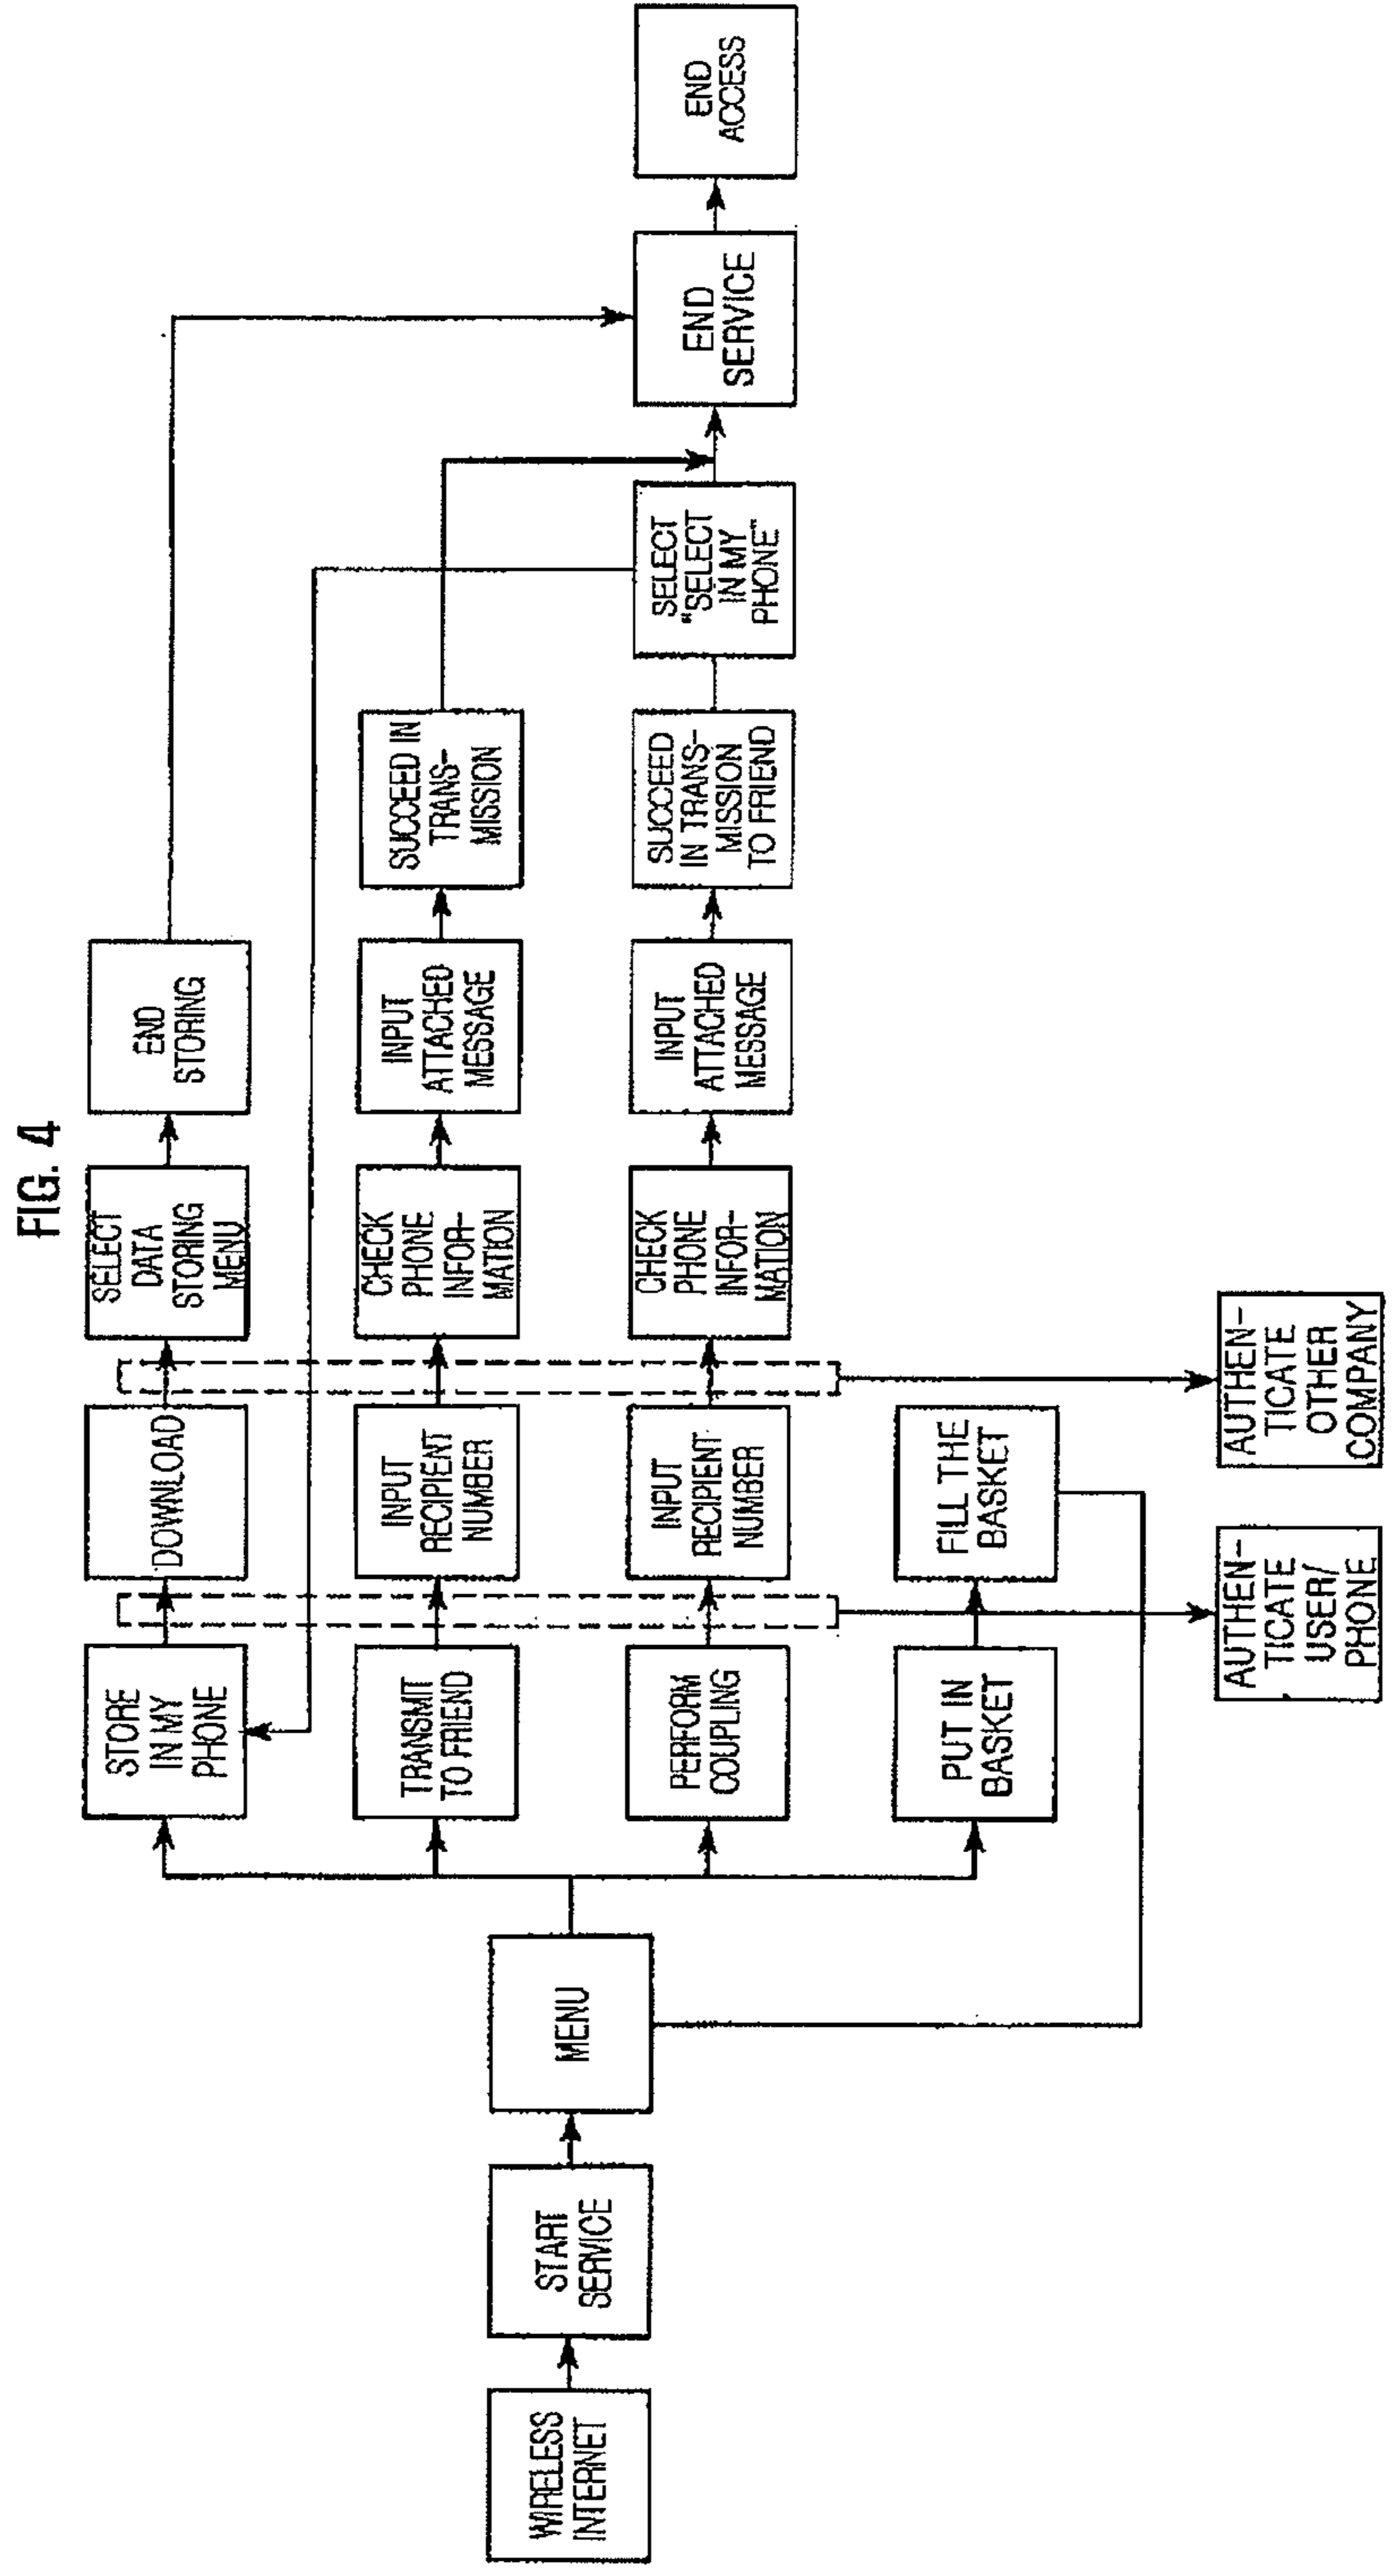 FIG. 4
WIRELESS
INTERNET
START
SERVICE
MENU
STORE
IN MY
PHONE
DOWNLOAD
SELECT
DATA
STORING
MENU
END
STORING
TRANSMIT
TO FRIEND
INPUT
RECIPIENT
NUMBER
CHECK
PHONE
INFOR-
MATION
INPUT
ATTACHED
MESSAGE
SUCCEED IN
TRANS-
MISSION
PERFORM
COUPLING
INPUT
RECIPIENT
NUMBER
CHECK
PHONE
INFOR-
MATION
INPUT
ATTACHED
MESSAGE
SUCCEED
IN TRANS-
MISSION
TO FRIEND
SELECT
"SELECT
IN MY
PHONE"
END
SERVICE
END
ACCESS
PUT IN
BASKET
FILL THE
BASKET
AUTHEN-
TICATE
USER/
PHONE
AUTHEN-
TICATE
OTHER
COMPANY